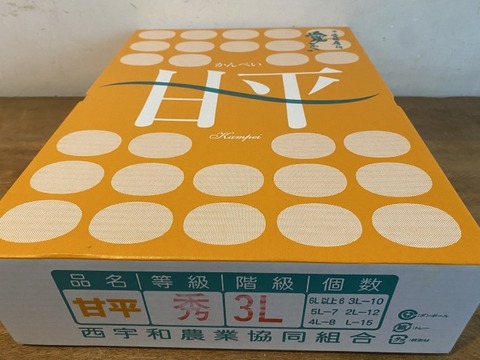 かんぺい
甘平
Kampei
品名 等級 階級 個数
甘平 秀 3L
6L以上6 3L-10
5L-7 2L-12
4L-8 L-15
西宇和農業協同組合